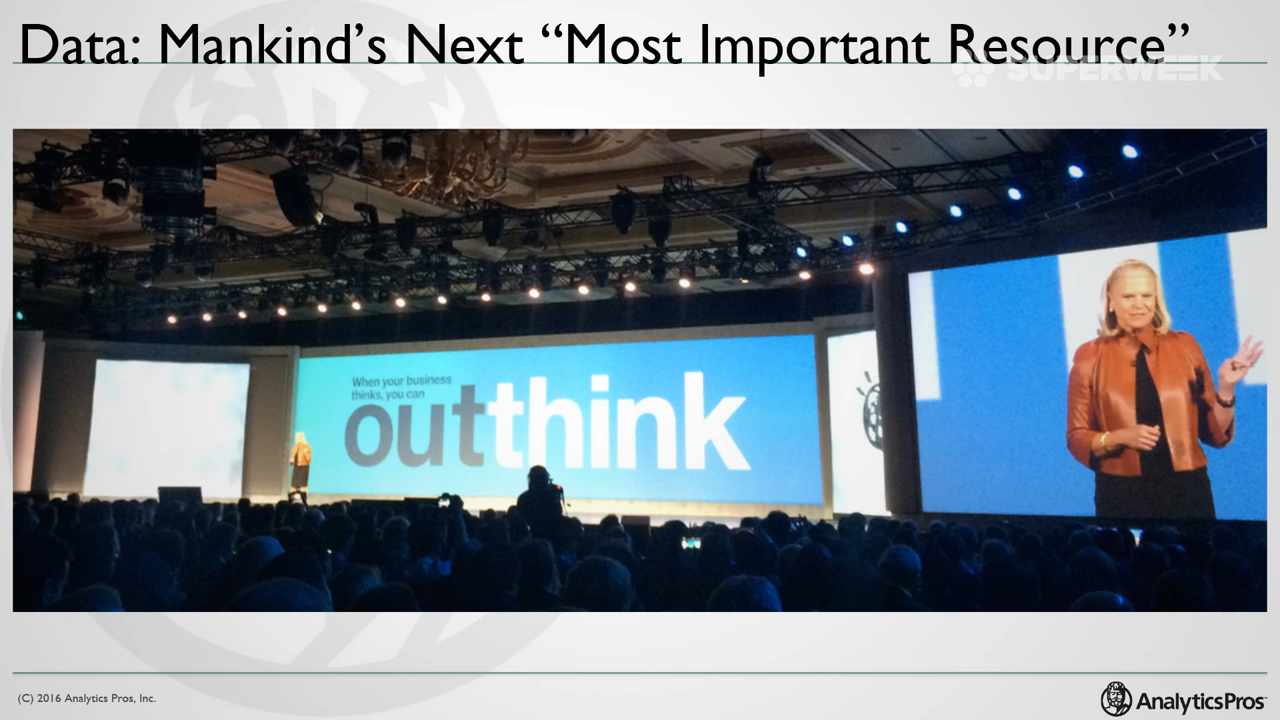 Data: Mankind’s Next “Most Important Resource”
SUPERWEEK
When your business
thinks, you can
outthink
(C) 2016 Analytics Pros, Inc.
AnalyticsPros